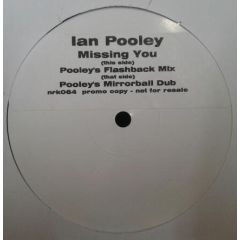 Ian Pooley
Missing You
(this side)
Pooley's Flashback Mix
(that side)
Pooley's Mirrorball Dub
nrk064 promo copy - not for resale